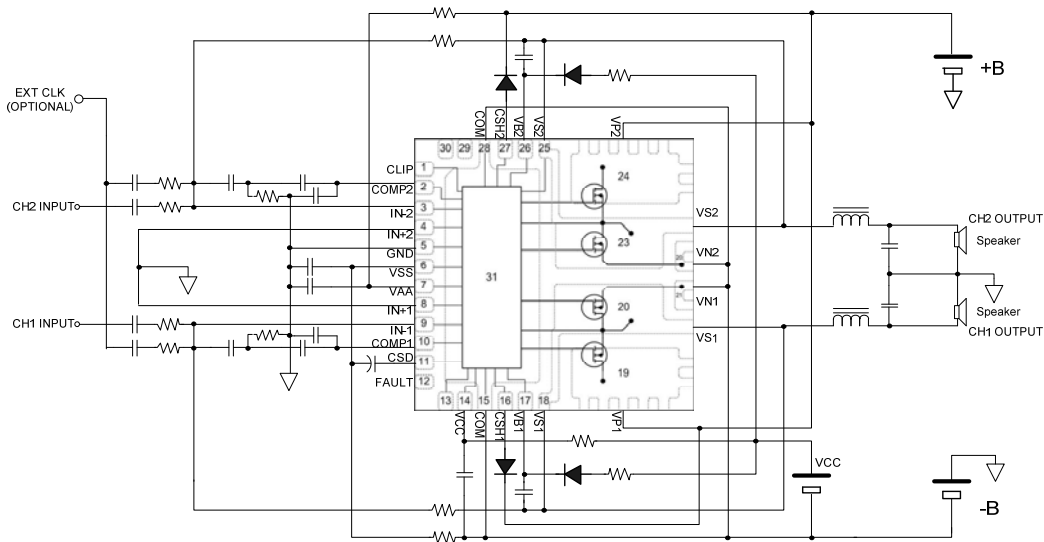 +B
EXT CLK
(OPTIONAL)
COM
CSH2
VB2
VS2
VP2
30
29
28
27
26
25
CLIP
1
24
COMP2
2
CH2 INPUT
IN-2
3
VS2
CH2 OUTPUT
IN+2
4
23
Speaker
GND
5
VN2
VSS
6
31
VAA
7
IN+1
8
20
VN1
CH1 INPUT
IN-1
9
Speaker
CH1 OUTPUT
COMP1
10
VS1
CSD
11
19
FAULT
12
13
14
15
16
17
18
VCC
COM
CSH1
VB1
VS1
VP1
VCC
-B